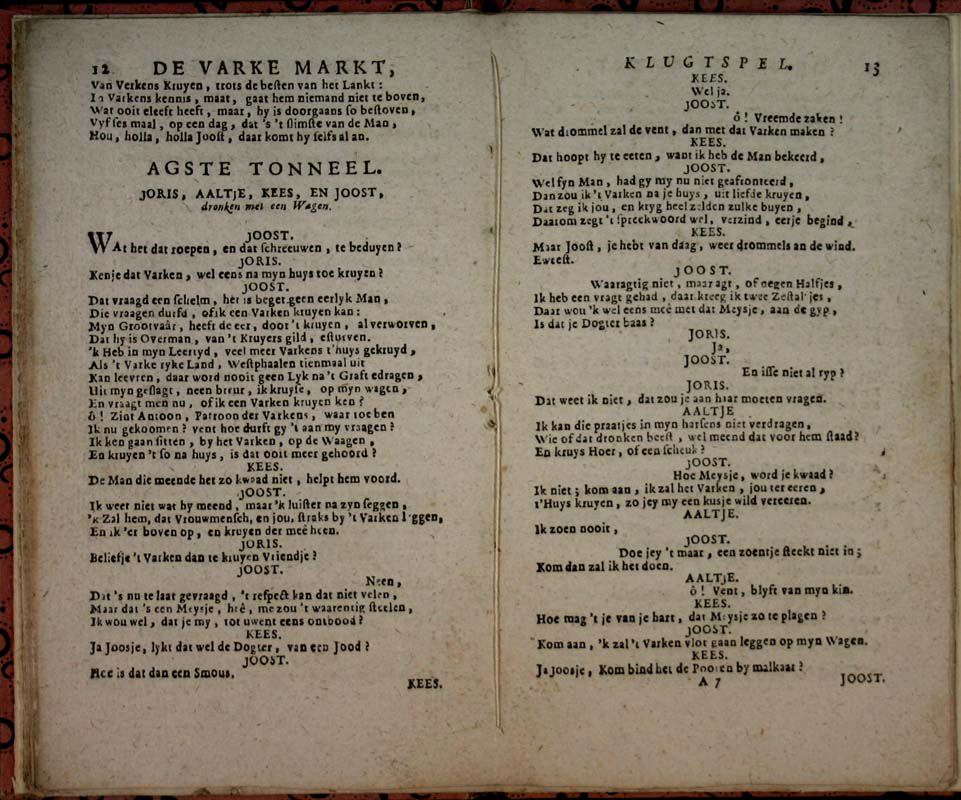 12 DE VARKE MARKT,
Van Verkens Kruyen, trots de beſten van het Lankt:
In Varkens kennis, maat, gaat hem niemand niet te boven,
Wat ooit eleeft heeft, maar, hy is doorgaans ſo beſtoven,
Vyf ſes maal, op een dag, dat 's 't ſlimſte van de Man,
Hou, holla, holla Jooſt, daar komt hy ſelfs al an.
AGSTE TONNEEL.
JORIS, AALTJE, KEES, EN JOOST,
dronken met een Wagen.
JOOST.
WAt het dat roepen, en dat ſchreeuwen, te beduyen?
JORIS.
Ken je dat Varken, wel eens na myn huys toe kruyen?
JOOST.
Dat vraagd een ſchelm, het is beget geen eerlyk Man,
Die vraagen durfd, of ik een Varken kruyen kan:
Myn Grootvaâr, heeft de eer, door 't kruyen, al verworven,
Dat hy is Overman, van 't Kruyers gild, eſturven.
'k Heb in myn Leertyd, veel meer Varkens t'huys gekruyd,
Als 't Varke ryke Land, Weſtphaalen tienmaal uit
Kan leevren, daar word nooit geen Lyk na 't Graft edragen,
Uit myn geſlagt, neen breur, ik kruyſe, op myn wagen,
En vraagt men nu, of ik een Varken kruyen ken?
ô! Zint Antoon, Patroon der Varkens, waar toe ben
Ik nu gekoomen? vent hoe durft gy 't aan my vraagen?
Ik ken gaan ſitten, by het Varken, op de Waagen,
En kruyen 't ſo na huys, is dat ooit meer gehoord?
KEES.
De Man die meende het zo kwaad niet, helpt hem voord.
JOOST.
Ik weer niet wat hy meend, maar 'k luiſter na zyn ſeggen,
'k Zal hem, dat Vrouwmenſch, en jou, ſtraks by 't Varken leggen,
En ik 'er boven op, en kruyen der meê heen.
JORIS.
Belief je 't Varken dan te kruyen Vriendje?
JOOST.
Neen,
Dat 's nu te laat gevraagd, 't reſpect kan dat niet velen,
Maar dat 's een Meysje, heê, me zou 't waarentig ſteelen,
Ik wou wel, dat je my, tot uwent eens ontbood?
KEES.
Ja Joosje, lykt dat wel de Dogter, van een Jood?
JOOST.
Hee is dat dan een Smous,
KEES.
KLUGTSPEL. 13
KEES.
Wel ja.
JOOST.
ô! Vreemde zaken!
Wat drommel zal de vent, dan met dat Varken maken?
KEES.
Dat hoopt hy te eeten, want ik heb de Man bekeerd,
JOOST.
Wel fyn Man, had gy my nu niet geafronteerd,
Dan zou ik 't Varken na je huys, uit liefde kruyen,
Dat zeg ik jou, en kryg heel zelden zulke buyen,
Daarom zegt 't ſpreekwoord wel, verzind, eer je begind,
KEES.
Maar Jooſt, je hebt van daag, weer drommels an de wind.
Eweeſt.
JOOST.
Waaragtig niet, maar agt, of negen Halfjes,
Ik heb een vragt gehad, daar kreeg ik twee Zeſtalfjes,
Daar wou 'k wel eens meê met dat Meysje, aan de gyp,
Is dat je Dogter baas?
JORIS.
Ja,
JOOST.
En iſſe niet al ryp?
JORIS.
Dat weet ik niet, dat zou je aan haar moeten vragen.
AALTJE
Ik kan die praatjes in myn harſens niet verdragen,
Wie of dat dronken beeſt, wel meend dat voor hem ſtaad?
En kruys Hoer, of een ſcheuk?
JOOST.
Hoe Meysje, word je kwaad?
Ik niet; kom aan, ik zal het Varken, jou ter eeren,
t'Huys kruyen, zo jey my een kusje wild vereeren.
AALTJE.
Ik zoen nooit,
JOOST.
Doe jey 't maar, een zoentje ſteekt niet in;
Kom dan zal ik het doen.
AALTJE.
ô! Vent, blyft van myn kin.
KEES.
Hoe mag 't je van je hart, dat Meysje zo te plagen?
JOOST.
Kom aan, 'k zal 't Varken vlot gaan leggen op myn Wagen.
KEES.
Ja Joosje, Kom bind het de Pooten by malkaar?
A 7 JOOST.